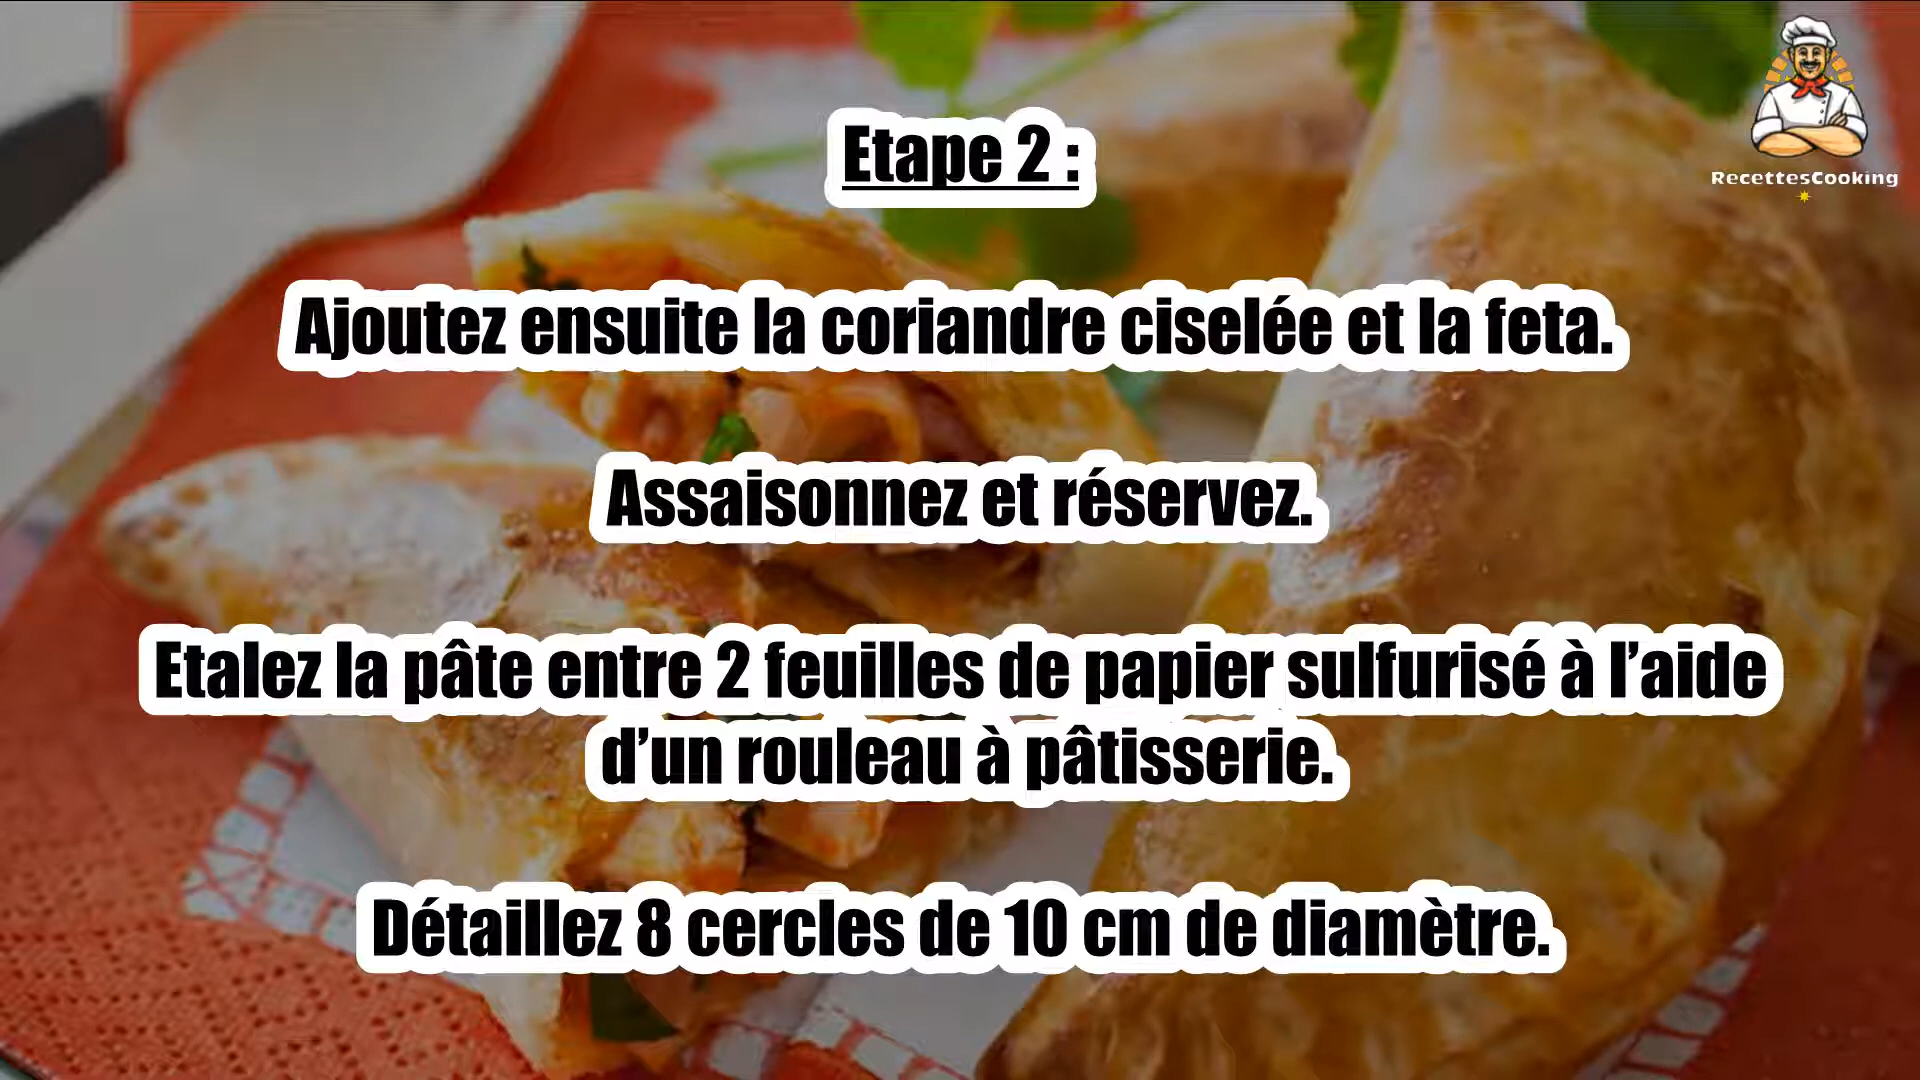 RecettesCooking
Etape 2 :
Ajoutez ensuite la coriandre ciselée et la feta.
Assaisonnez et réservez.
Etalez la pâte entre 2 feuilles de papier sulfurisé à l’aide
d’un rouleau à pâtisserie.
Détaillez 8 cercles de 10 cm de diamètre.